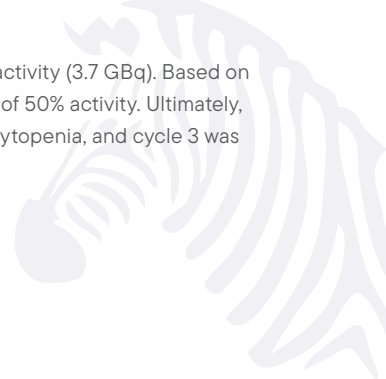 activity (3.7 GBq). Based on
of 50% activity. Ultimately,
ytopenia, and cycle 3 was